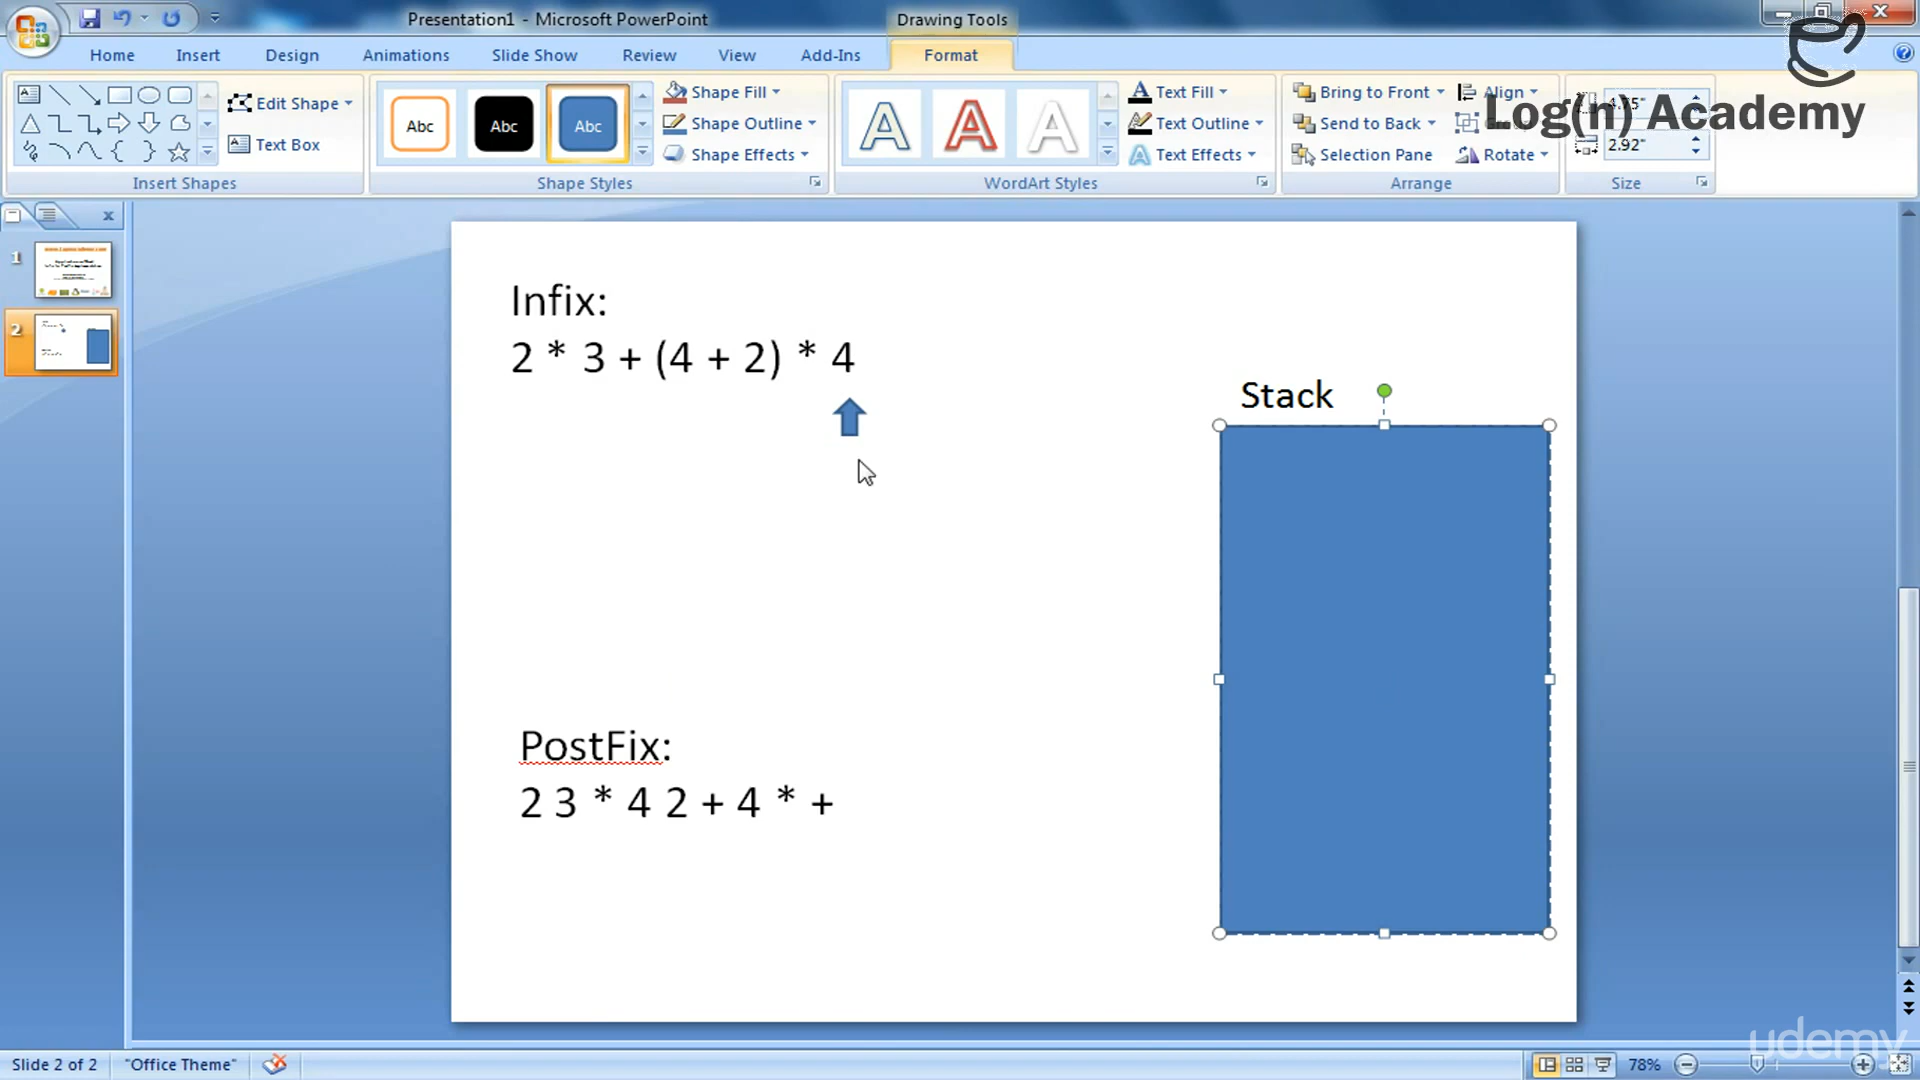 Presentation1 - Microsoft PowerPoint
Drawing Tools
Home
Insert
Design
Animations
Slide Show
Review
View
Add-Ins
Format
Edit Shape
Text Box
Insert Shapes
Abc
Abc
Abc
Shape Fill
Shape Outline
Shape Effects
Shape Styles
A
A
A
Text Fill
Text Outline
Text Effects
WordArt Styles
Bring to Front
Send to Back
Selection Pane
Align
Rotate
Arrange
4.75"
2.92"
Size
Log(n) Academy
1
2
Infix:
2 * 3 + (4 + 2) * 4
Stack
PostFix:
2 3 * 4 2 + 4 * +
Slide 2 of 2
"Office Theme"
78%
udemy